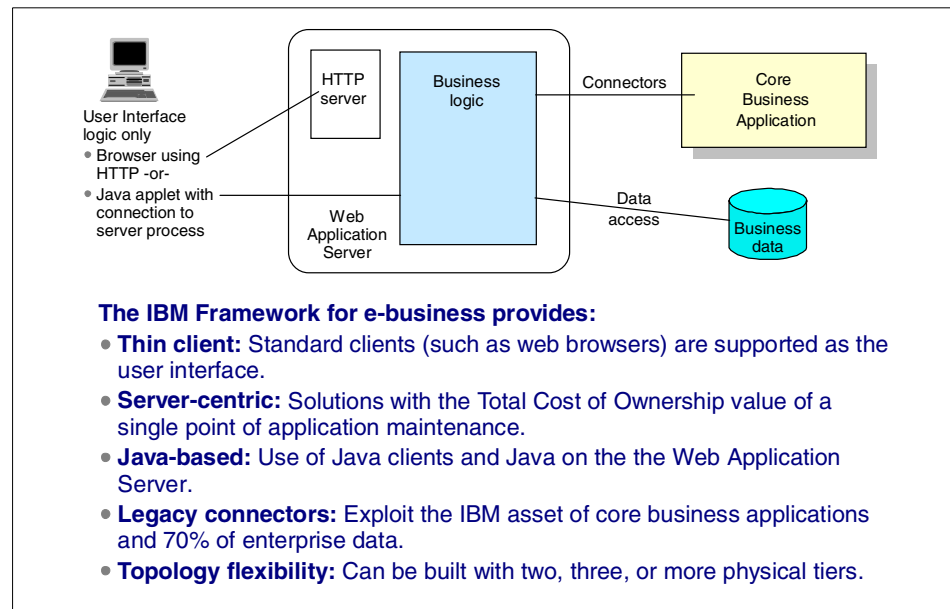 User Interface
logic only
• Browser using
HTTP -or-
• Java applet with
connection to
server process
HTTP
server
Web
Application
Server
Business
logic
Connectors
Core
Business
Application
Data
access
Business
data
The IBM Framework for e-business provides:
• Thin client: Standard clients (such as web browsers) are supported as the
user interface.
• Server-centric: Solutions with the Total Cost of Ownership value of a
single point of application maintenance.
• Java-based: Use of Java clients and Java on the the Web Application
Server.
• Legacy connectors: Exploit the IBM asset of core business applications
and 70% of enterprise data.
• Topology flexibility: Can be built with two, three, or more physical tiers.